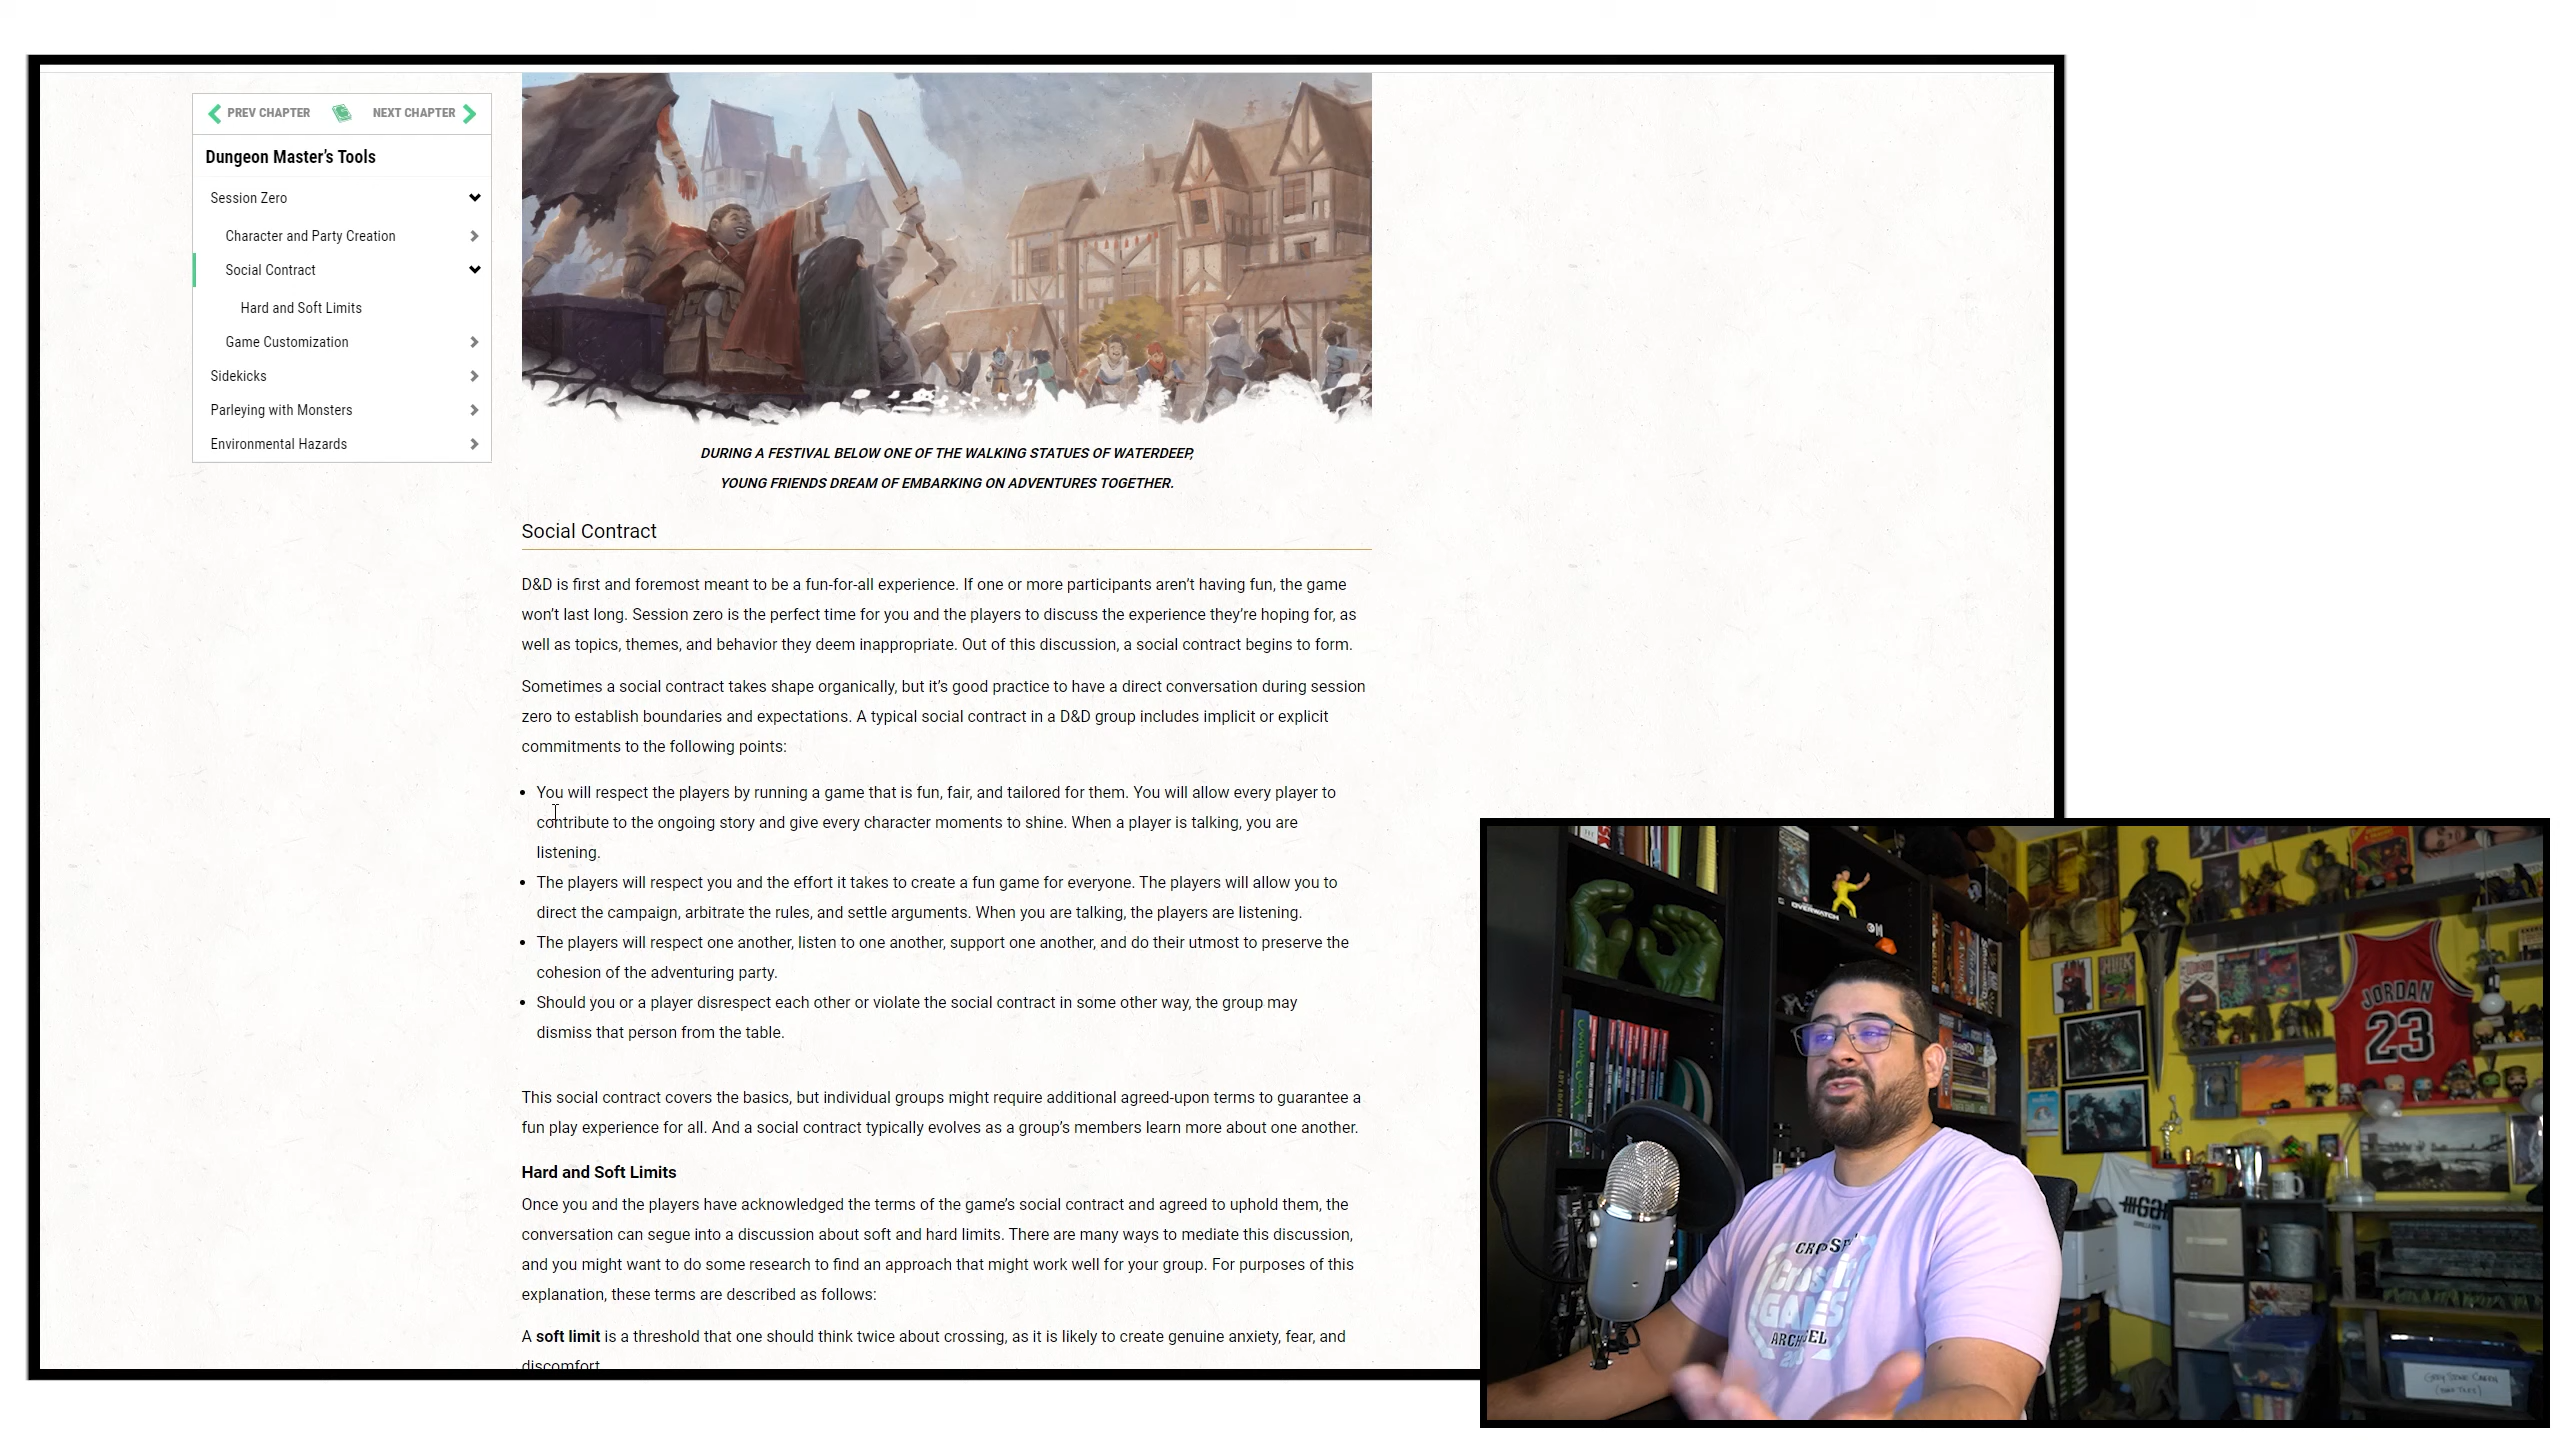 PREV CHAPTER
NEXT CHAPTER
Dungeon Master's Tools
Session Zero
Character and Party Creation
Social Contract
Hard and Soft Limits
Game Customization
Sidekicks
Parleying with Monsters
Environmental Hazards
DURING A FESTIVAL BELOW ONE OF THE WALKING STATUES OF WATERDEEP,
YOUNG FRIENDS DREAM OF EMBARKING ON ADVENTURES TOGETHER.
Social Contract
D&D is first and foremost meant to be a fun-for-all experience. If one or more participants aren’t having fun, the game
won’t last long. Session zero is the perfect time for you and the players to discuss the experience they’re hoping for, as
well as topics, themes, and behavior they deem inappropriate. Out of this discussion, a social contract begins to form.
Sometimes a social contract takes shape organically, but it’s good practice to have a direct conversation during session
zero to establish boundaries and expectations. A typical social contract in a D&D group includes implicit or explicit
commitments to the following points:
• You will respect the players by running a game that is fun, fair, and tailored for them. You will allow every player to
contribute to the ongoing story and give every character moments to shine. When a player is talking, you are
listening.
• The players will respect you and the effort it takes to create a fun game for everyone. The players will allow you to
direct the campaign, arbitrate the rules, and settle arguments. When you are talking, the players are listening.
• The players will respect one another, listen to one another, support one another, and do their utmost to preserve the
cohesion of the adventuring party.
• Should you or a player disrespect each other or violate the social contract in some other way, the group may
dismiss that person from the table.
This social contract covers the basics, but individual groups might require additional agreed-upon terms to guarantee a
fun play experience for all. And a social contract typically evolves as a group’s members learn more about one another.
Hard and Soft Limits
Once you and the players have acknowledged the terms of the game’s social contract and agreed to uphold them, the
conversation can segue into a discussion about soft and hard limits. There are many ways to mediate this discussion,
and you might want to do some research to find an approach that might work well for your group. For purposes of this
explanation, these terms are described as follows:
A soft limit is a threshold that one should think twice about crossing, as it is likely to create genuine anxiety, fear, and
discomfort.
OVERWATCH
JORDAN
23
GAMES